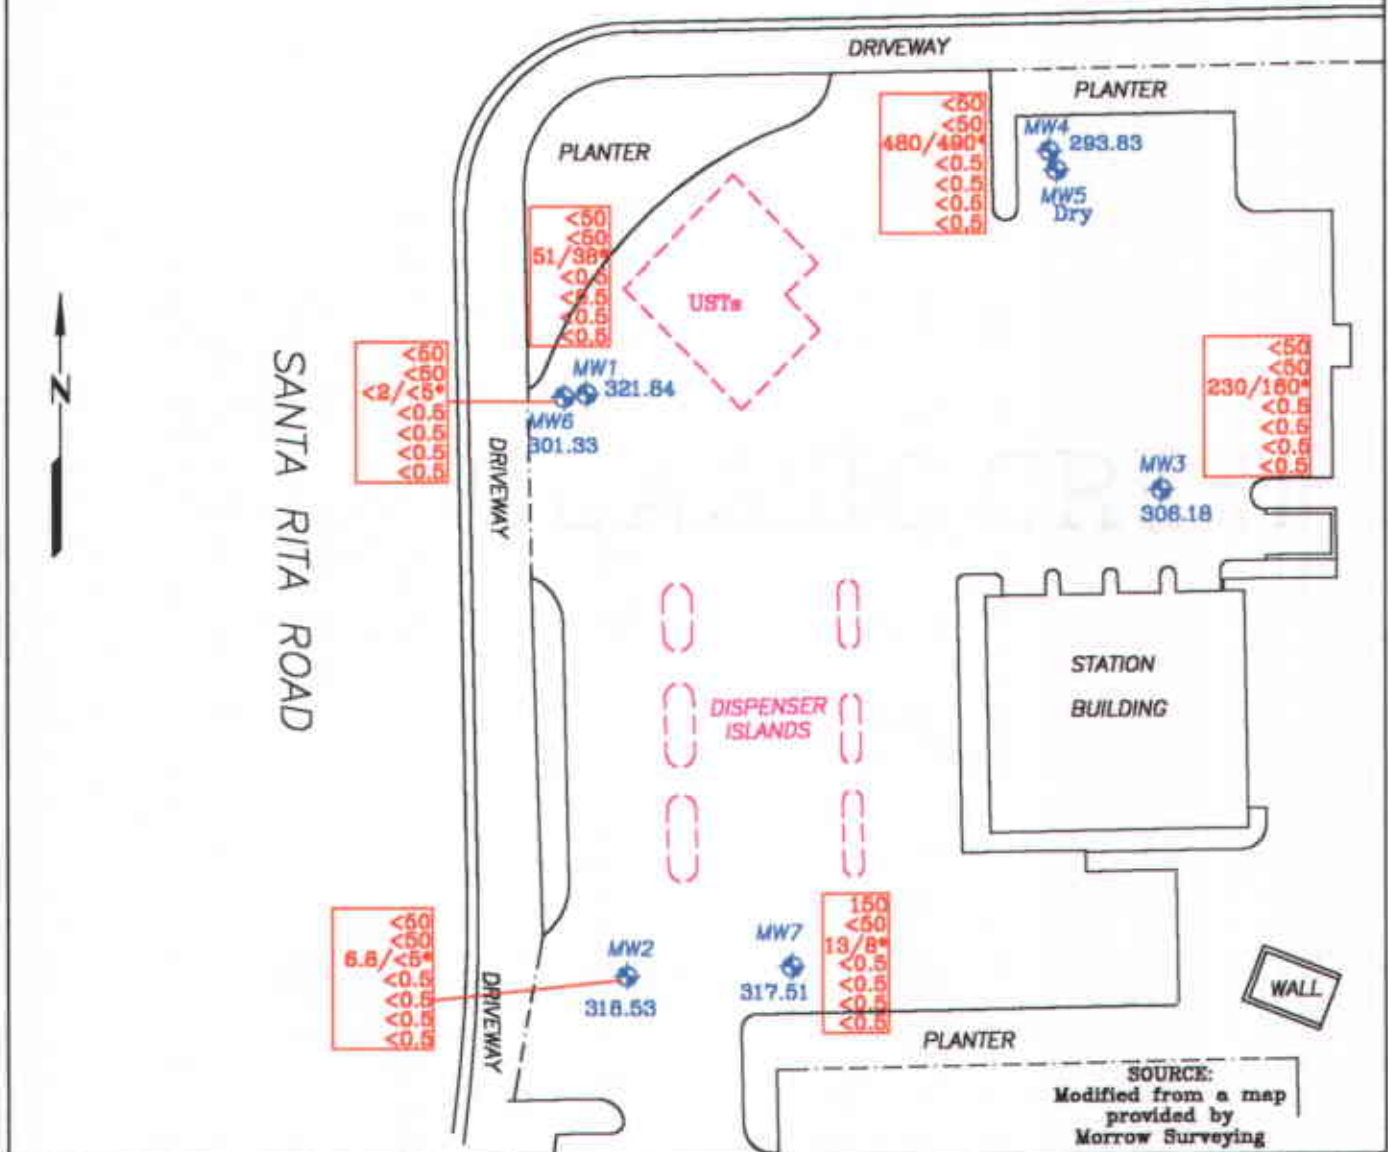 DRIVEWAY
PLANTER
<50
<50
480/490*
<0.5
<0.5
<0.5
<0.5
MW4
293.83
MW5
Dry
PLANTER
<50
<50
51/38*
<0.5
<0.5
<0.5
<0.5
USTs
<50
<50
<2/<5*
<0.5
<0.5
<0.5
<0.5
MW1
321.64
MW6
301.33
<50
<50
230/160*
<0.5
<0.5
<0.5
<0.5
N
SANTA RITA ROAD
DRIVEWAY
MW3
306.18
STATION
BUILDING
DISPENSER
ISLANDS
<50
<50
6.6/<5*
<0.5
<0.5
<0.5
<0.5
DRIVEWAY
MW2
316.53
MW7
317.51
150
<50
13/8*
<0.5
<0.5
<0.5
<0.5
WALL
PLANTER
SOURCE:
Modified from a map
provided by
Morrow Surveying